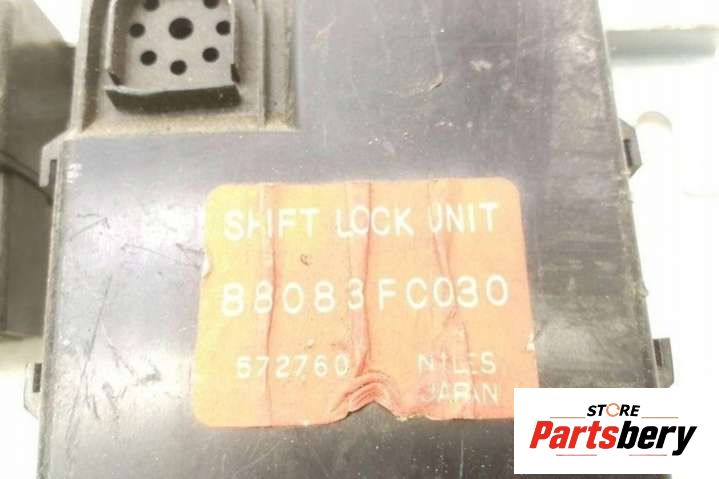 SHIFT LOCK UNIT
88083FC030
572760 NILES
JAPAN
STORE
Partsbery